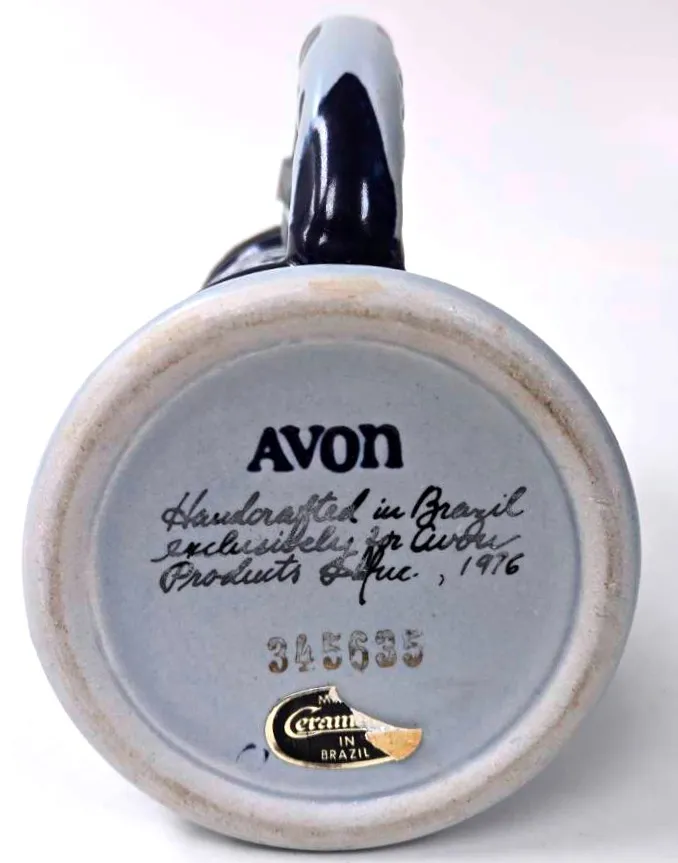 AVON
Handcrafted in Brazil
exclusively for Avon
Products Inc., 1976
345635
Ceram
IN
BRAZIL